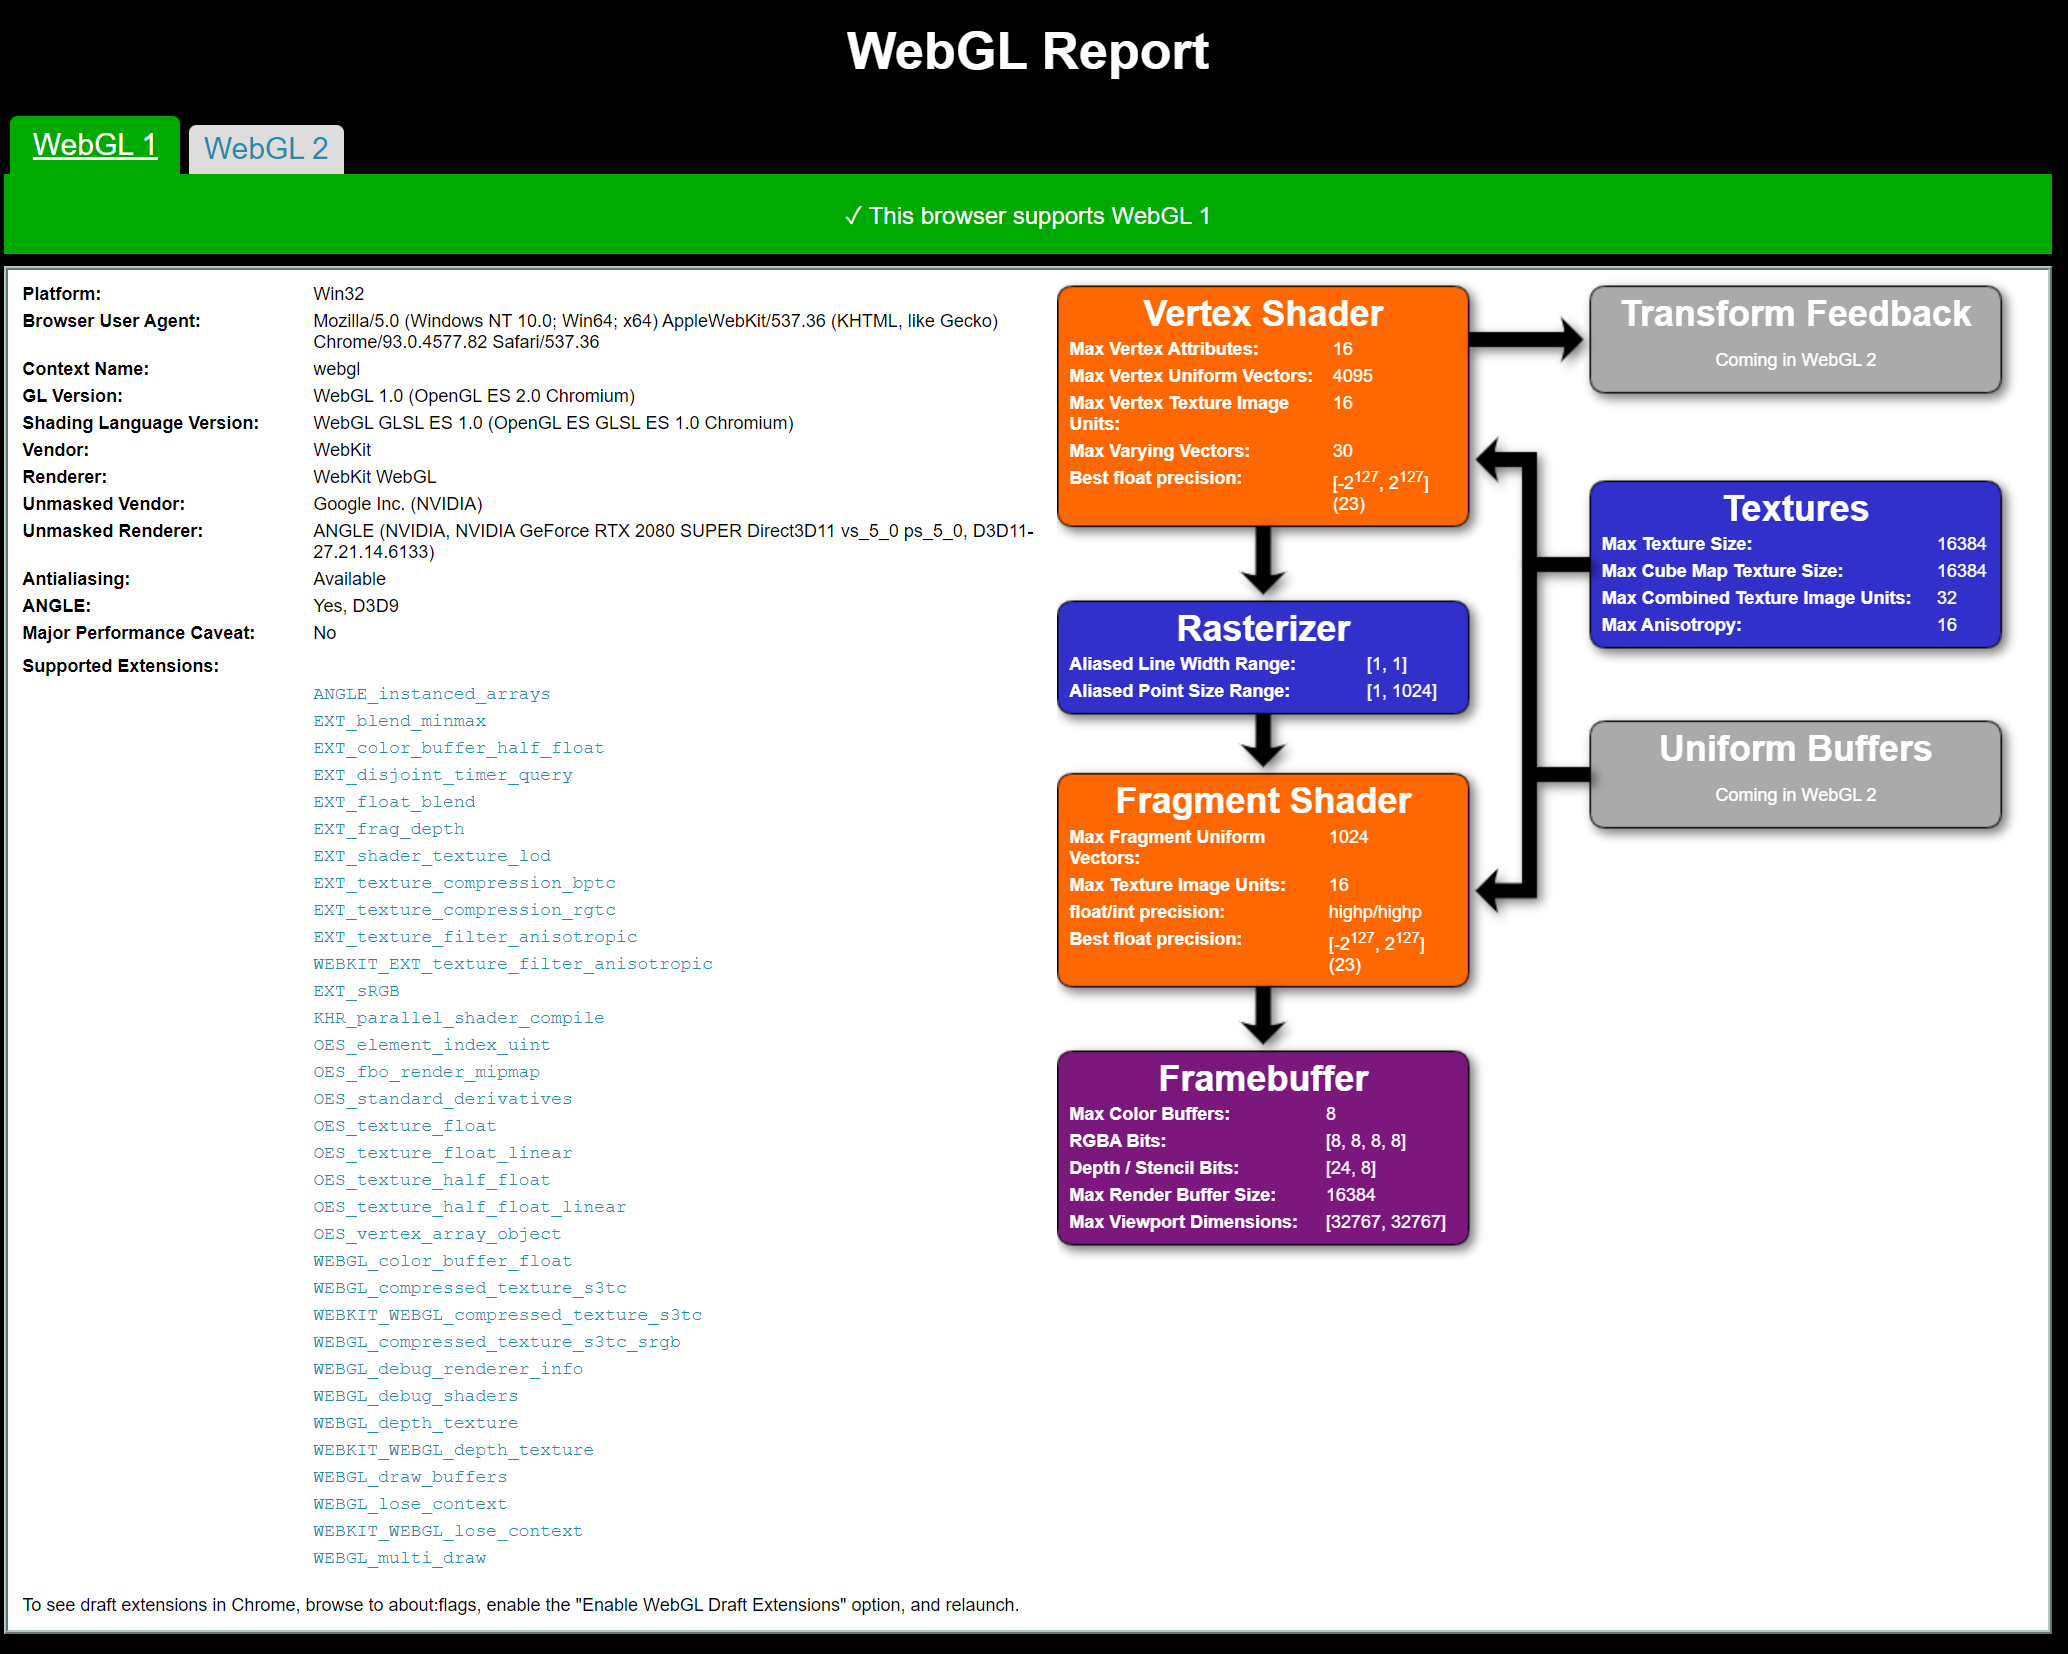 WebGL Report
WebGL 1
WebGL 2
✓ This browser supports WebGL 1
Platform: Win32
Browser User Agent: Mozilla/5.0 (Windows NT 10.0; Win64; x64) AppleWebKit/537.36 (KHTML, like Gecko)
Chrome/93.0.4577.82 Safari/537.36
Context Name: webgl
GL Version: WebGL 1.0 (OpenGL ES 2.0 Chromium)
Shading Language Version: WebGL GLSL ES 1.0 (OpenGL ES GLSL ES 1.0 Chromium)
Vendor: WebKit
Renderer: WebKit WebGL
Unmasked Vendor: Google Inc. (NVIDIA)
Unmasked Renderer: ANGLE (NVIDIA, NVIDIA GeForce RTX 2080 SUPER Direct3D11 vs_5_0 ps_5_0, D3D11-
27.21.14.6133)
Antialiasing: Available
ANGLE: Yes, D3D9
Major Performance Caveat: No
Supported Extensions:
ANGLE_instanced_arrays
EXT_blend_minmax
EXT_color_buffer_half_float
EXT_disjoint_timer_query
EXT_float_blend
EXT_frag_depth
EXT_shader_texture_lod
EXT_texture_compression_bptc
EXT_texture_compression_rgtc
EXT_texture_filter_anisotropic
WEBKIT_EXT_texture_filter_anisotropic
EXT_sRGB
KHR_parallel_shader_compile
OES_element_index_uint
OES_fbo_render_mipmap
OES_standard_derivatives
OES_texture_float
OES_texture_float_linear
OES_texture_half_float
OES_texture_half_float_linear
OES_vertex_array_object
WEBGL_color_buffer_float
WEBGL_compressed_texture_s3tc
WEBKIT_WEBGL_compressed_texture_s3tc
WEBGL_compressed_texture_s3tc_srgb
WEBGL_debug_renderer_info
WEBGL_debug_shaders
WEBGL_depth_texture
WEBKIT_WEBGL_depth_texture
WEBGL_draw_buffers
WEBGL_lose_context
WEBKIT_WEBGL_lose_context
WEBGL_multi_draw
To see draft extensions in Chrome, browse to about:flags, enable the "Enable WebGL Draft Extensions" option, and relaunch.
Vertex Shader
Max Vertex Attributes: 16
Max Vertex Uniform Vectors: 4095
Max Vertex Texture Image 16
Units:
Max Varying Vectors: 30
Best float precision: [-2¹²⁷, 2¹²⁷]
(23)
Transform Feedback
Coming in WebGL 2
Textures
Max Texture Size: 16384
Max Cube Map Texture Size: 16384
Max Combined Texture Image Units: 32
Max Anisotropy: 16
Rasterizer
Aliased Line Width Range: [1, 1]
Aliased Point Size Range: [1, 1024]
Uniform Buffers
Coming in WebGL 2
Fragment Shader
Max Fragment Uniform 1024
Vectors:
Max Texture Image Units: 16
float/int precision: highp/highp
Best float precision: [-2¹²⁷, 2¹²⁷]
(23)
Framebuffer
Max Color Buffers: 8
RGBA Bits: [8, 8, 8, 8]
Depth / Stencil Bits: [24, 8]
Max Render Buffer Size: 16384
Max Viewport Dimensions: [32767, 32767]